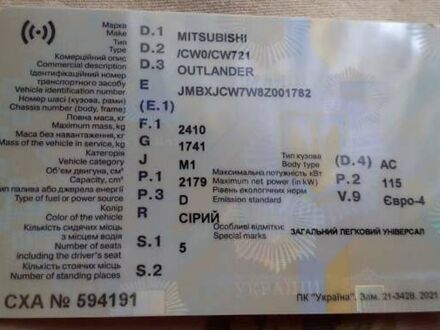 Марка
Make D.1 MITSUBISHI
Тип
Type D.2 /CW0/CW721
Комерційний опис
Commercial description D.3 OUTLANDER
Ідентифікаційний номер
транспортного засобу E JMBXJCW7W8Z001782
Vehicle identification number
Номер шасі (кузова, рами)
Chassis number (body, frame) (E.1)
Повна маса, кг
Maximum mass, kg F.1 2410
Маса без навантаження, кг
Mass of the vehicle in service, kg G 1741
Категорія
Vehicle category J M1 Тип кузова (D.4) AC
Об'єм двигуна, см³
Capacity, cm³ P.1 2179 Максимальна потужність кВт
Maximum net power (in kW) P.2 115
Тип палива або джерела енергії
Type of fuel or power source P.3 D Рівень екологічних норм
Emission standard V.9 Євро-4
Колір
Color of the vehicle R СІРИЙ
Кількість сидячих місць
з місцем водія S.1 5 Особливі відмітки
Special marks ЗАГАЛЬНИЙ ЛЕГКОВИЙ УНІВЕРСАЛ
Number of seats
including the driver's seat
Кількість стоячих місць
Number of standing places S.2
СХА № 594191
ПК "Україна". Зам. 21-3428. 2021